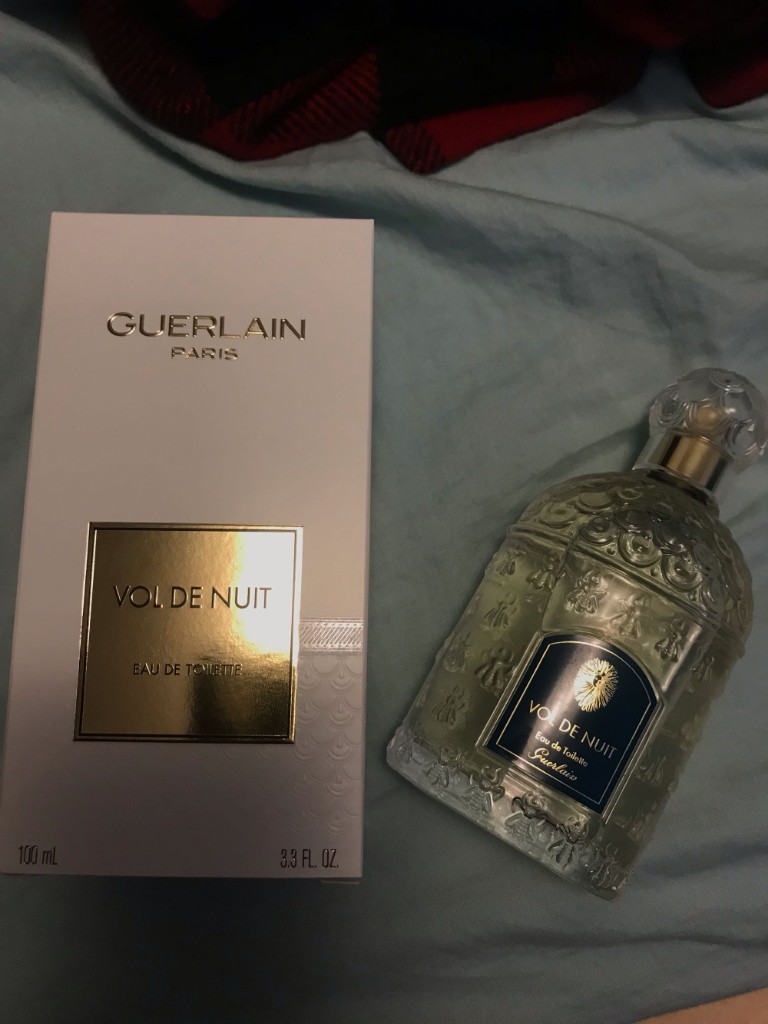 GUERLAIN
PARIS
VOL DE NUIT
EAU DE TOILETTE
100 mL
3.3 FL. OZ.
VOL DE NUIT
Eau de Toilette
Guerlain